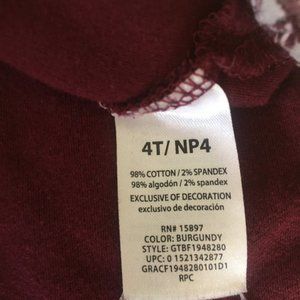 4T/ NP4
98% COTTON / 2% SPANDEX
98% algodón / 2% spandex
EXCLUSIVE OF DECORATION
exclusivo de decoración
RN# 15897
COLOR: BURGUNDY
STYLE: GTBF1948280
UPC: 0 1521342877
GRACF1948280101D1
RPC